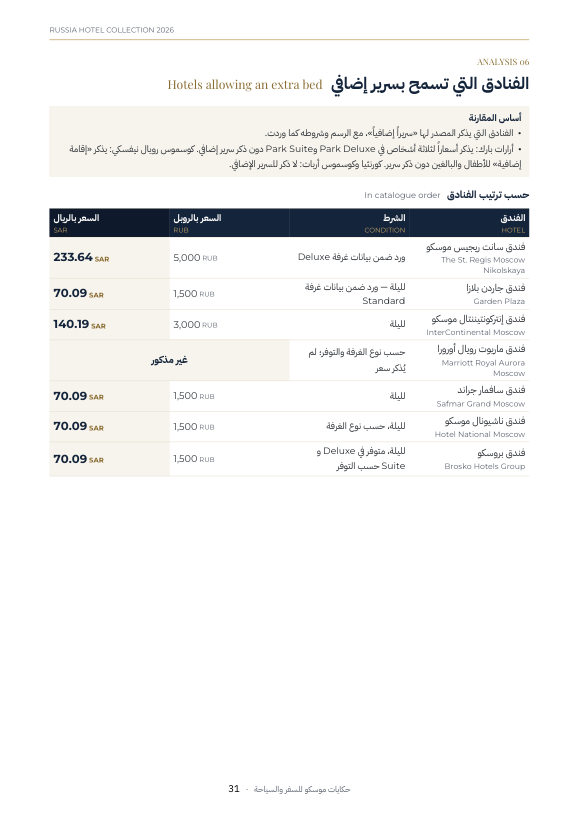 RUSSIA HOTEL COLLECTION 2026
ANALYSIS 06
الفنادق التي تسمح بسرير إضافي Hotels allowing an extra bed
أساس المقارنة
• الفنادق التي يذكر المصدر لها «سريراً إضافياً»، مع الرسم وشروطه كما وردت.
• أرارات بارك: يذكر أسعاراً لثلاثة أشخاص في Park Deluxe وPark Suite دون ذكر سرير إضافي. كوسموس رويال نيفسكي: يذكر «إقامة
إضافية» للأطفال والبالغين دون ذكر سرير. كورنثيا وكوسموس أربات: لا ذكر للسرير الإضافي.
حسب ترتيب الفنادق In catalogue order
الفندق الشرط السعر بالروبل السعر بالريال
HOTEL CONDITION RUB SAR
فندق سانت ريجيس موسكو
The St. Regis Moscow
Nikolskaya
ورد ضمن بيانات غرفة Deluxe
5,000 RUB
233.64 SAR
فندق جاردن بلازا
Garden Plaza
لليلة — ورد ضمن بيانات غرفة
Standard
1,500 RUB
70.09 SAR
فندق إنتركونتيننتال موسكو
InterContinental Moscow
لليلة
3,000 RUB
140.19 SAR
فندق ماريوت رويال أورورا
Marriott Royal Aurora
Moscow
حسب نوع الغرفة والتوفر؛ لم
يُذكر سعر
غير مذكور
فندق سافمار جراند
Safmar Grand Moscow
لليلة
1,500 RUB
70.09 SAR
فندق ناشيونال موسكو
Hotel National Moscow
لليلة، حسب نوع الغرفة
1,500 RUB
70.09 SAR
فندق بروسكو
Brosko Hotels Group
لليلة، متوفر في Deluxe و
Suite حسب التوفر
1,500 RUB
70.09 SAR
حكايات موسكو للسفر والسياحة · 31